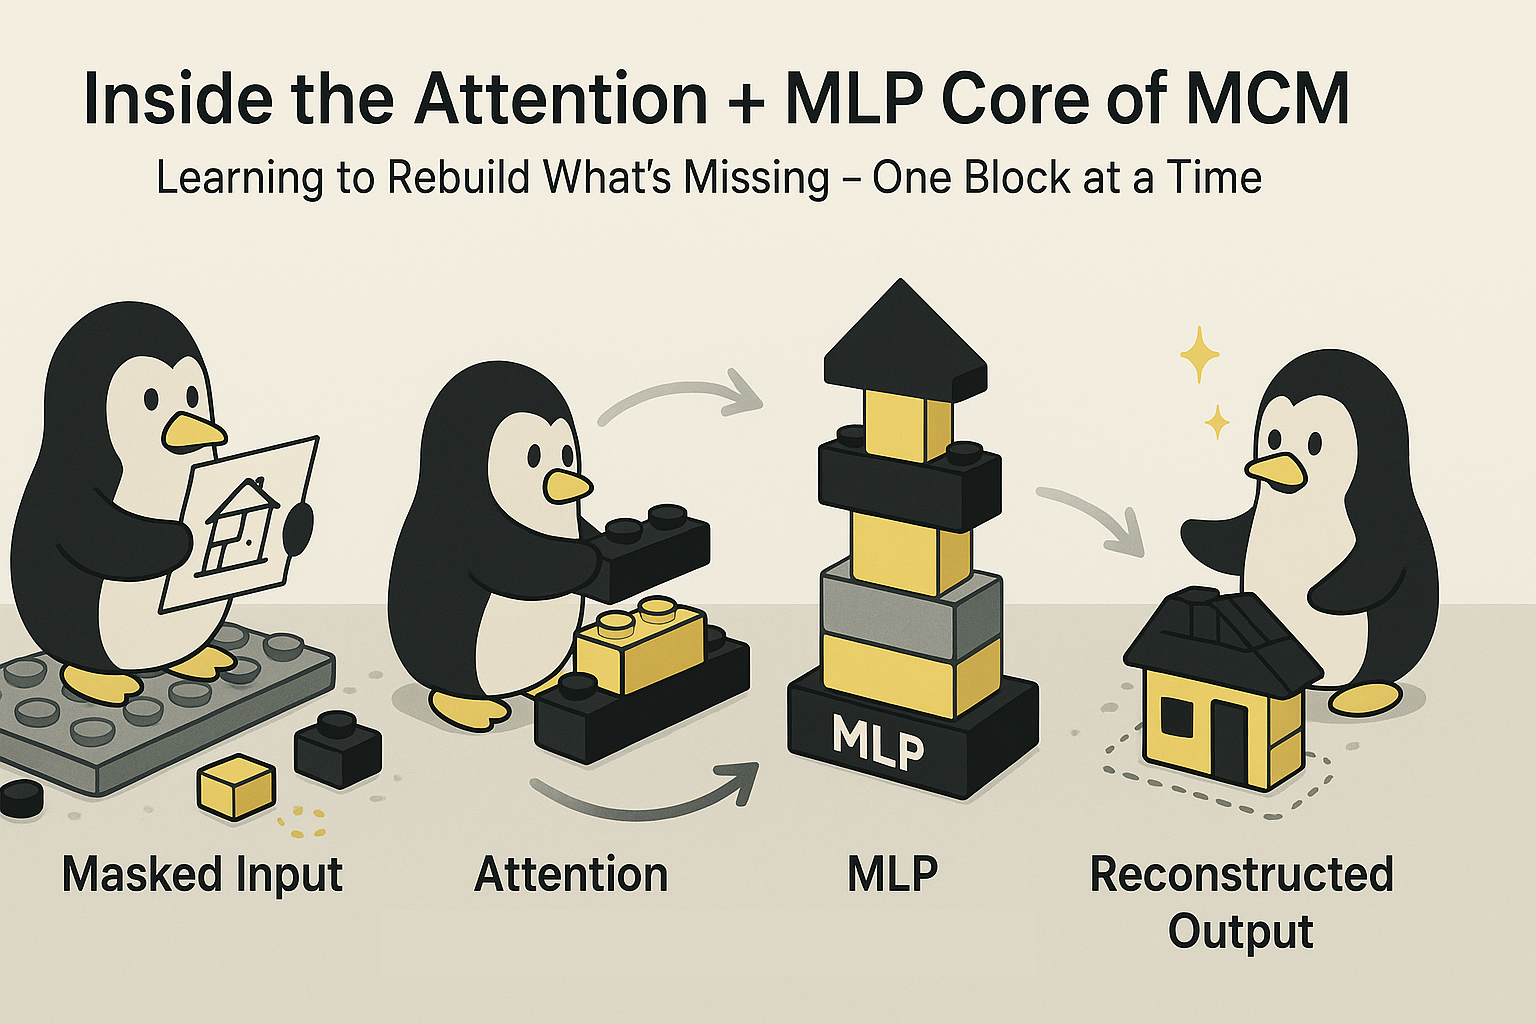 Inside the Attention + MLP Core of MCM
Learning to Rebuild What's Missing – One Block at a Time
MLP
Masked Input
Attention
MLP
Reconstructed
Output